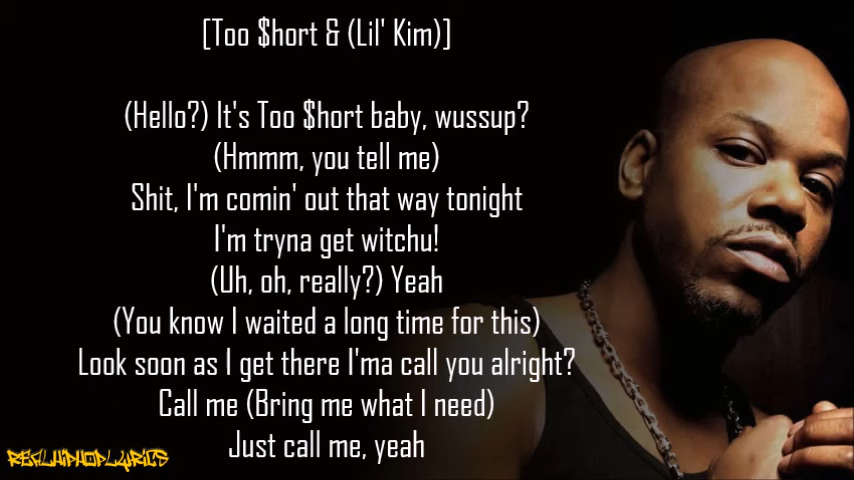 [Too $hort & (Lil' Kim)]
(Hello?) It's Too $hort baby, wussup?
(Hmmm, you tell me)
Shit, I'm comin' out that way tonight
I'm tryna get witchu!
(Uh, oh, really?) Yeah
(You know I waited a long time for this)
Look soon as I get there I'ma call you alright?
Call me (Bring me what I need)
Just call me, yeah
REALHIPHOPLYRICS